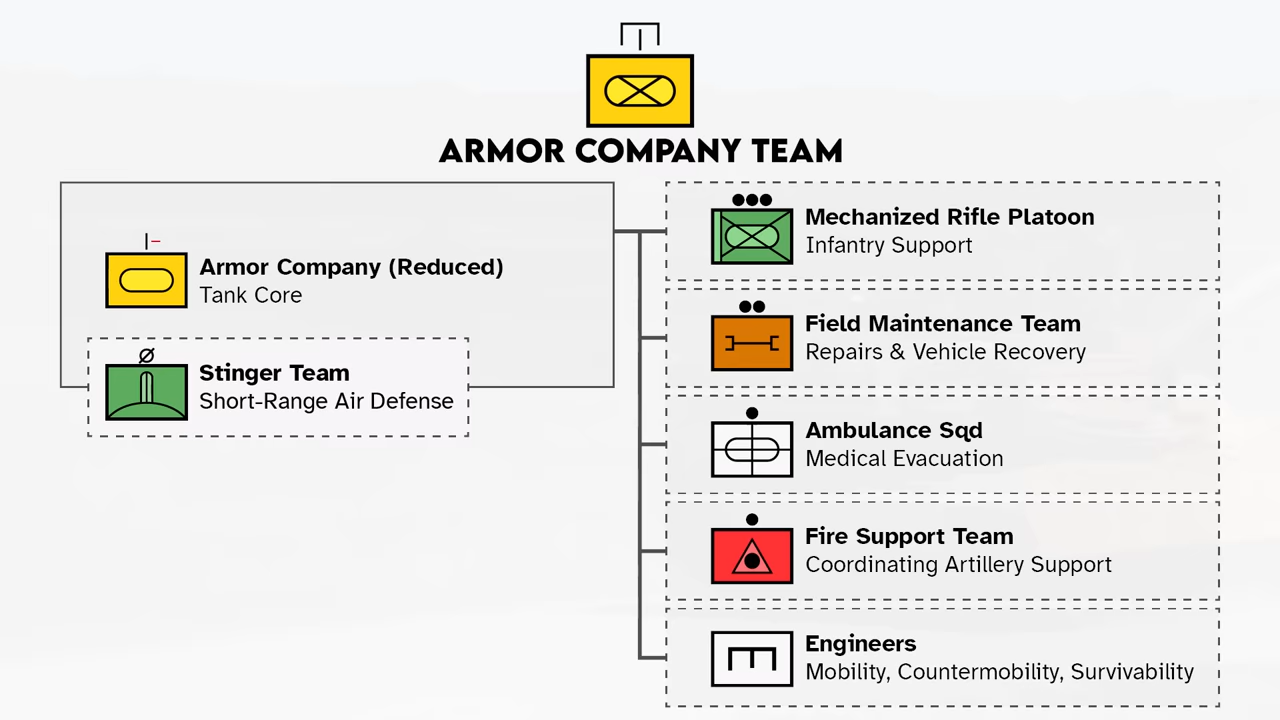 ARMOR COMPANY TEAM
Armor Company (Reduced)
Tank Core
Stinger Team
Short-Range Air Defense
Mechanized Rifle Platoon
Infantry Support
Field Maintenance Team
Repairs & Vehicle Recovery
Ambulance Sqd
Medical Evacuation
Fire Support Team
Coordinating Artillery Support
Engineers
Mobility, Countermobility, Survivability